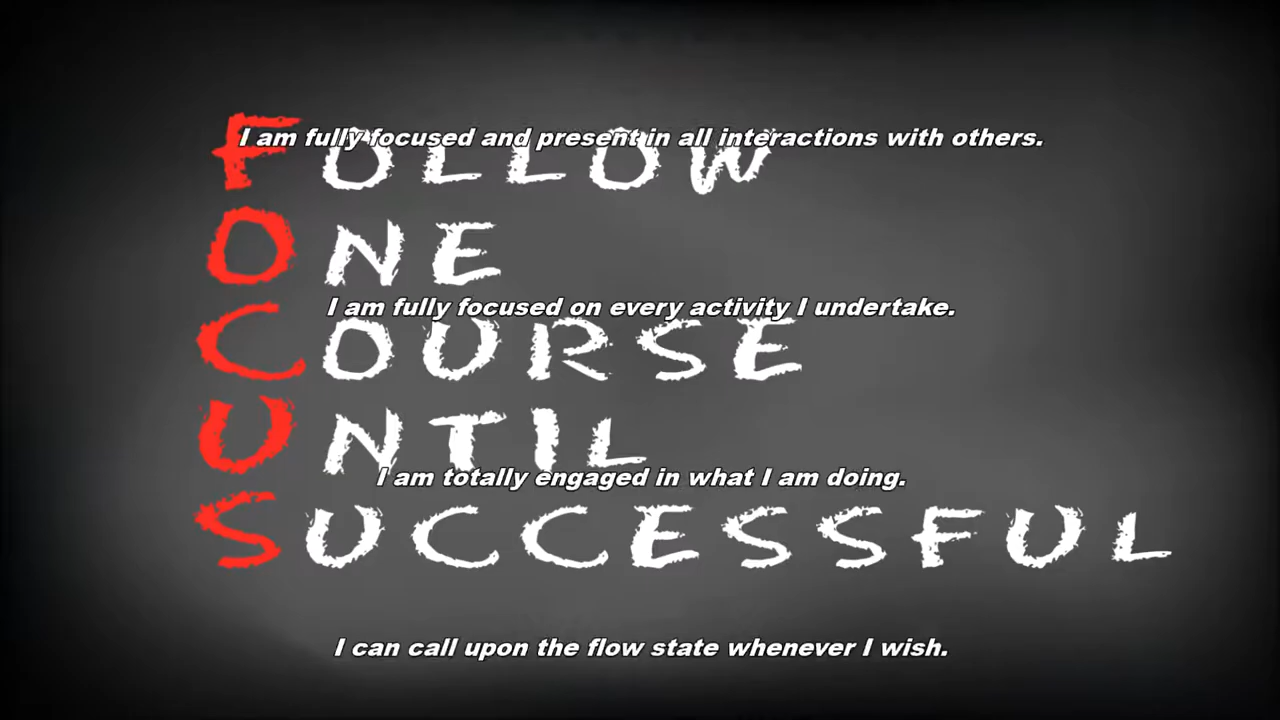 I am fully focused and present in all interactions with others.
FOLLOW
ONE
I am fully focused on every activity I undertake.
COURSE
UNTIL
I am totally engaged in what I am doing.
SUCCESSFUL
I can call upon the flow state whenever I wish.